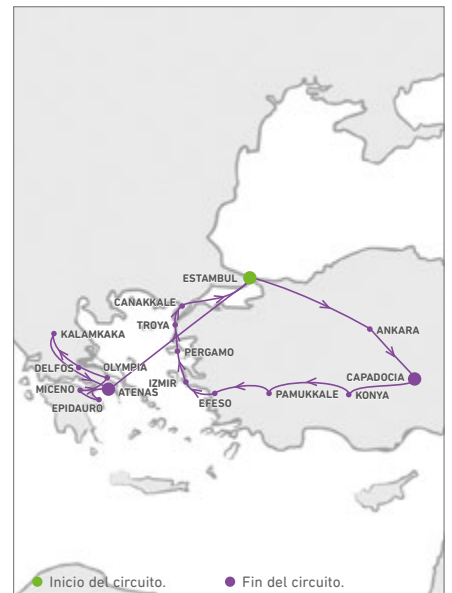 ESTAMBUL
CANAKKALE
TROYA
ANKARA
KALAMKAKA
PERGAMO
DELFOS
OLYMPIA
CAPADOCIA
MICENO
ATENAS
IZMIR
PAMUKKALE
KONYA
EPIDAURO
EFESO
Inicio del circuito.
Fin del circuito.